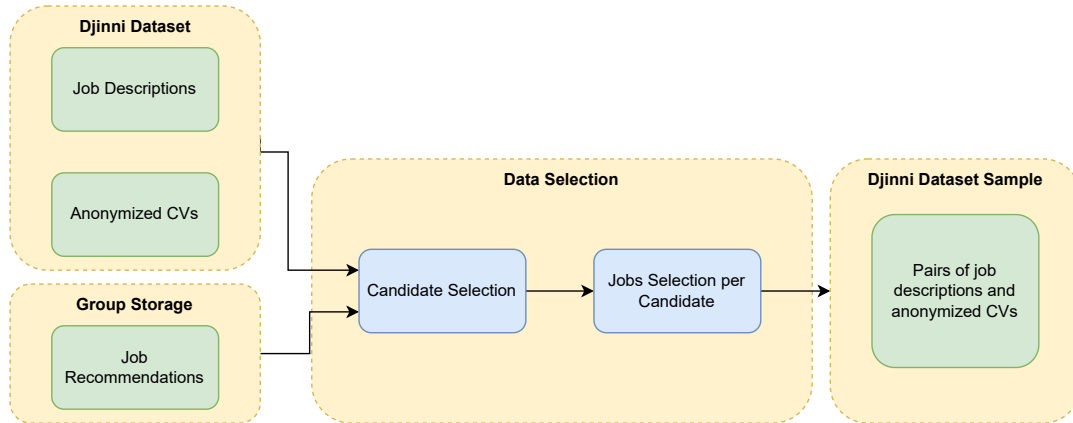 Djinni Dataset
Job Descriptions
Anonymized CVs
Group Storage
Job
Recommendations
Data Selection
Candidate Selection
Jobs Selection per
Candidate
Djinni Dataset Sample
Pairs of job
descriptions and
anonymized CVs